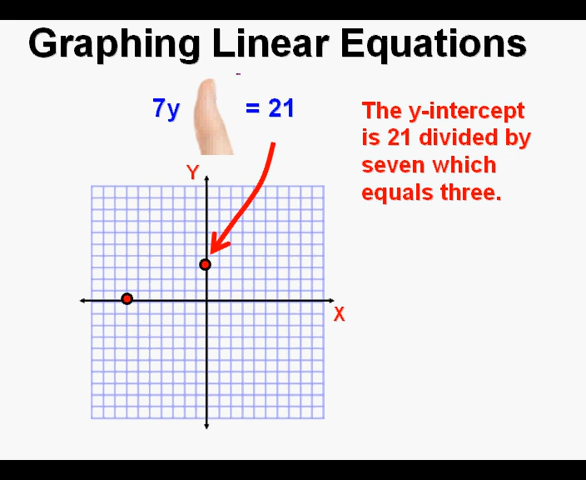 Graphing Linear Equations
7y = 21
The y-intercept
is 21 divided by
seven which
equals three.
Y
X